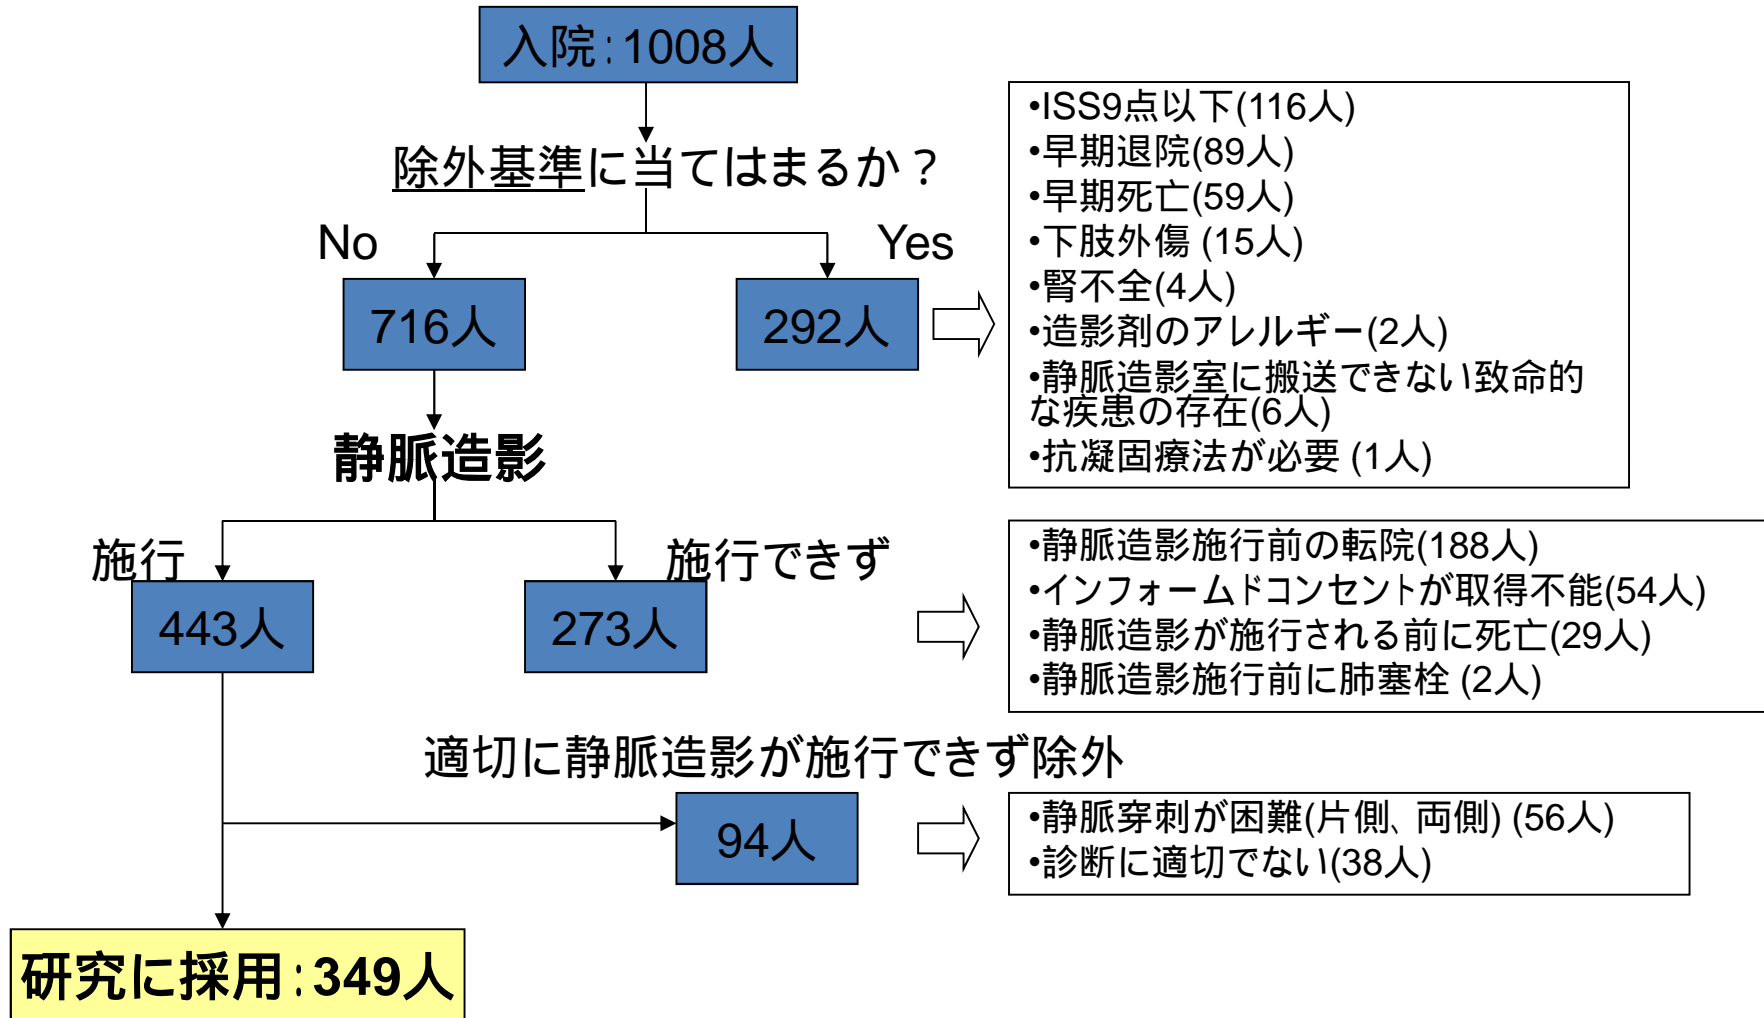 入院：1008人
除外基準に当てはまるか？
No
Yes
716人
292人
•ISS9点以下(116人)
•早期退院(89人)
•早期死亡(59人)
•下肢外傷 (15人)
•腎不全(4人)
•造影剤のアレルギー(2人)
•静脈造影室に搬送できない致命的
な疾患の存在(6人)
•抗凝固療法が必要 (1人)
静脈造影
施行
施行できず
443人
273人
•静脈造影施行前の転院(188人)
•インフォームドコンセントが取得不能(54人)
•静脈造影が施行される前に死亡(29人)
•静脈造影施行前に肺塞栓 (2人)
適切に静脈造影が施行できず除外
94人
•静脈穿刺が困難(片側、両側) (56人)
•診断に適切でない(38人)
研究に採用：349人